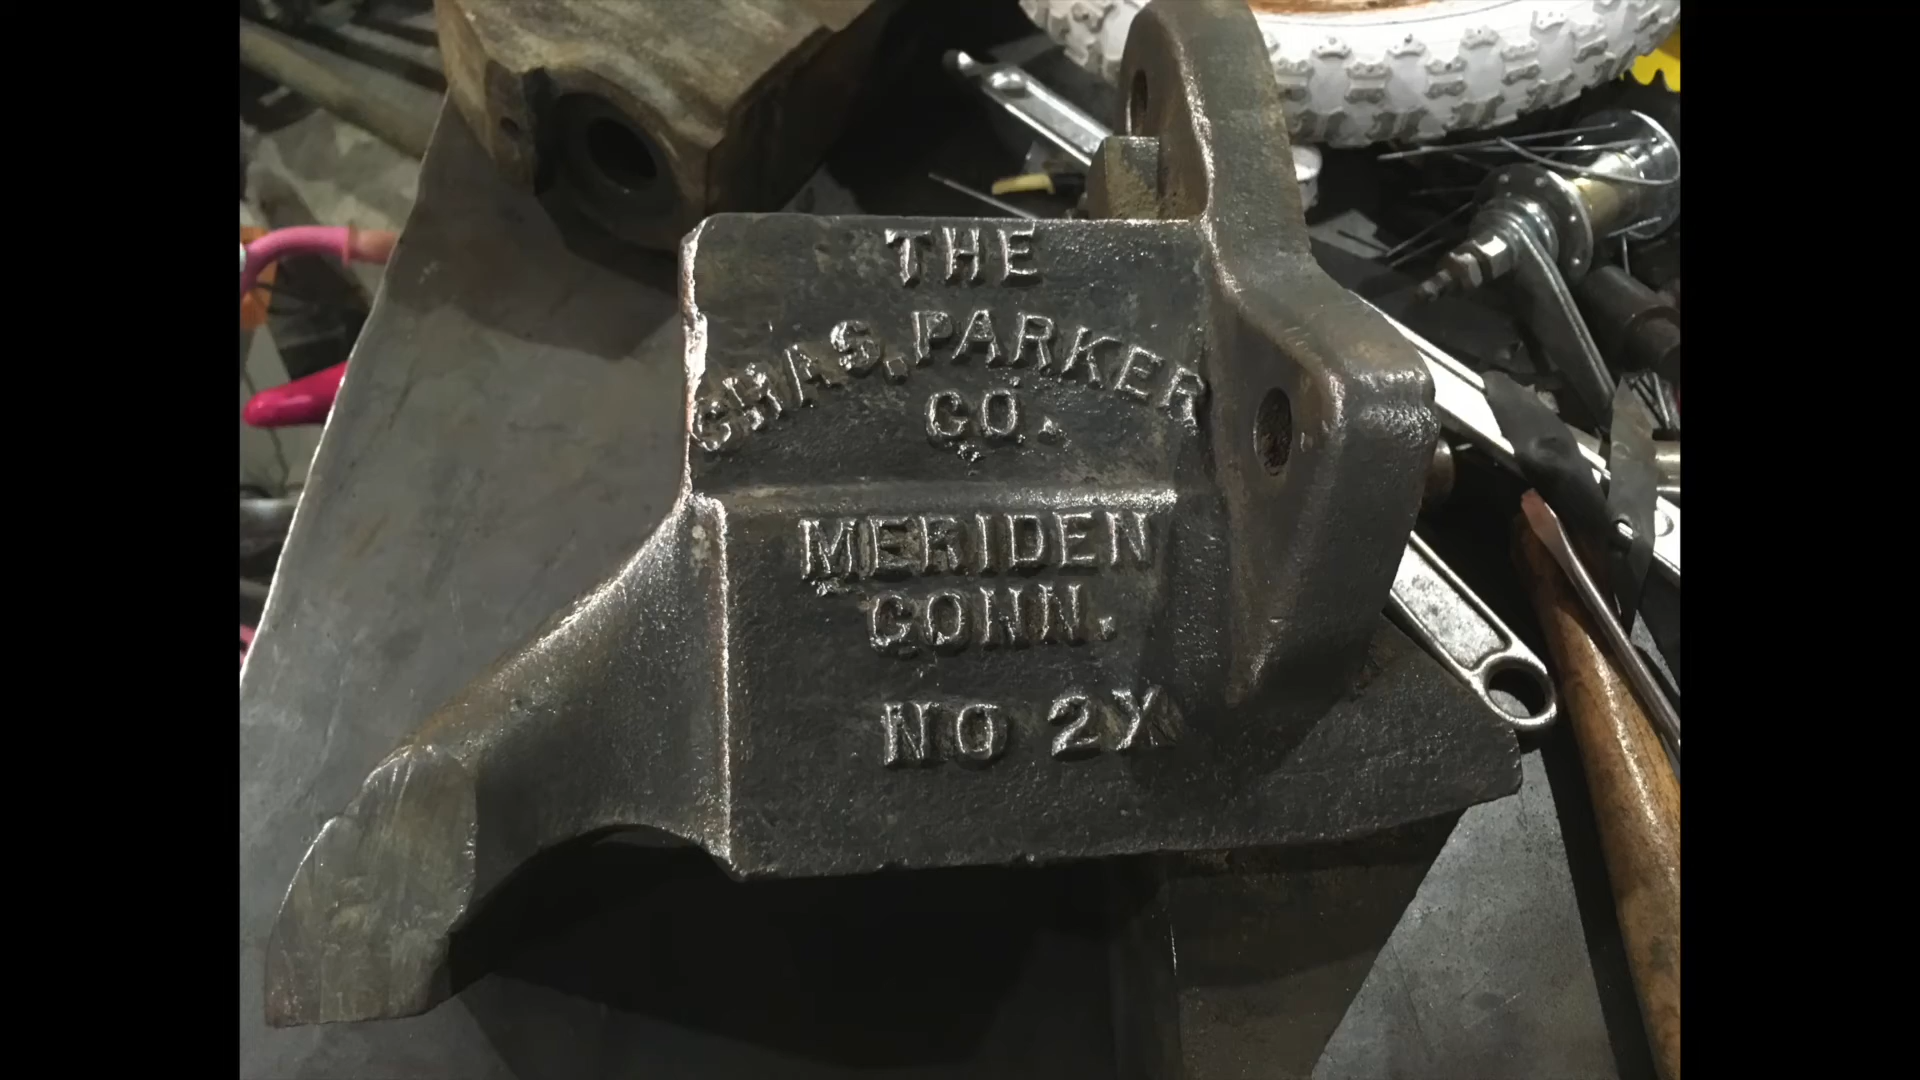 THE
CHAS. PARKER
CO.
MERIDEN
CONN.
NO 2X